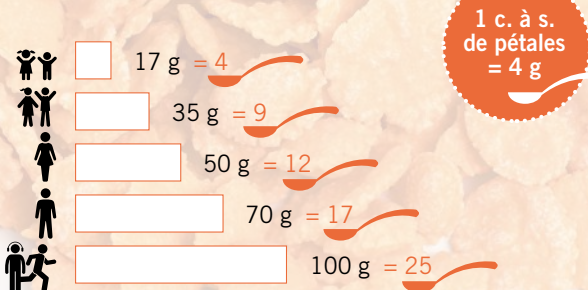 1 c. à s.
de pétales
= 4 g
17 g = 4
35 g = 9
50 g = 12
70 g = 17
100 g = 25